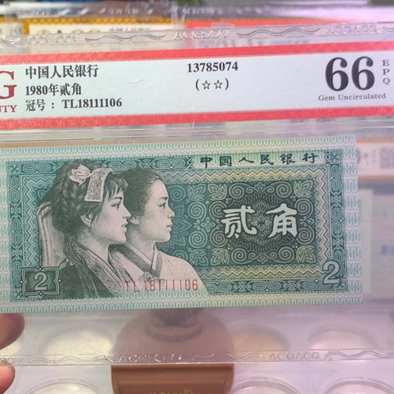 G
中国人民银行
13785074
1980年贰角
(☆☆)
冠号： TL18111106
66
EPQ
Gem Uncirculated
中国人民银行
贰角
2
2
TL18111106